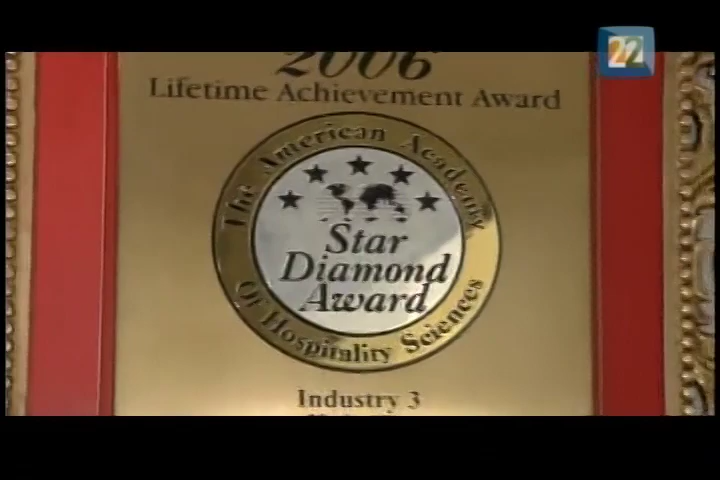 22
2006
Lifetime Achievement Award
The American Academy
Star
Diamond
Award
Of Hospitality Sciences
Industry 3